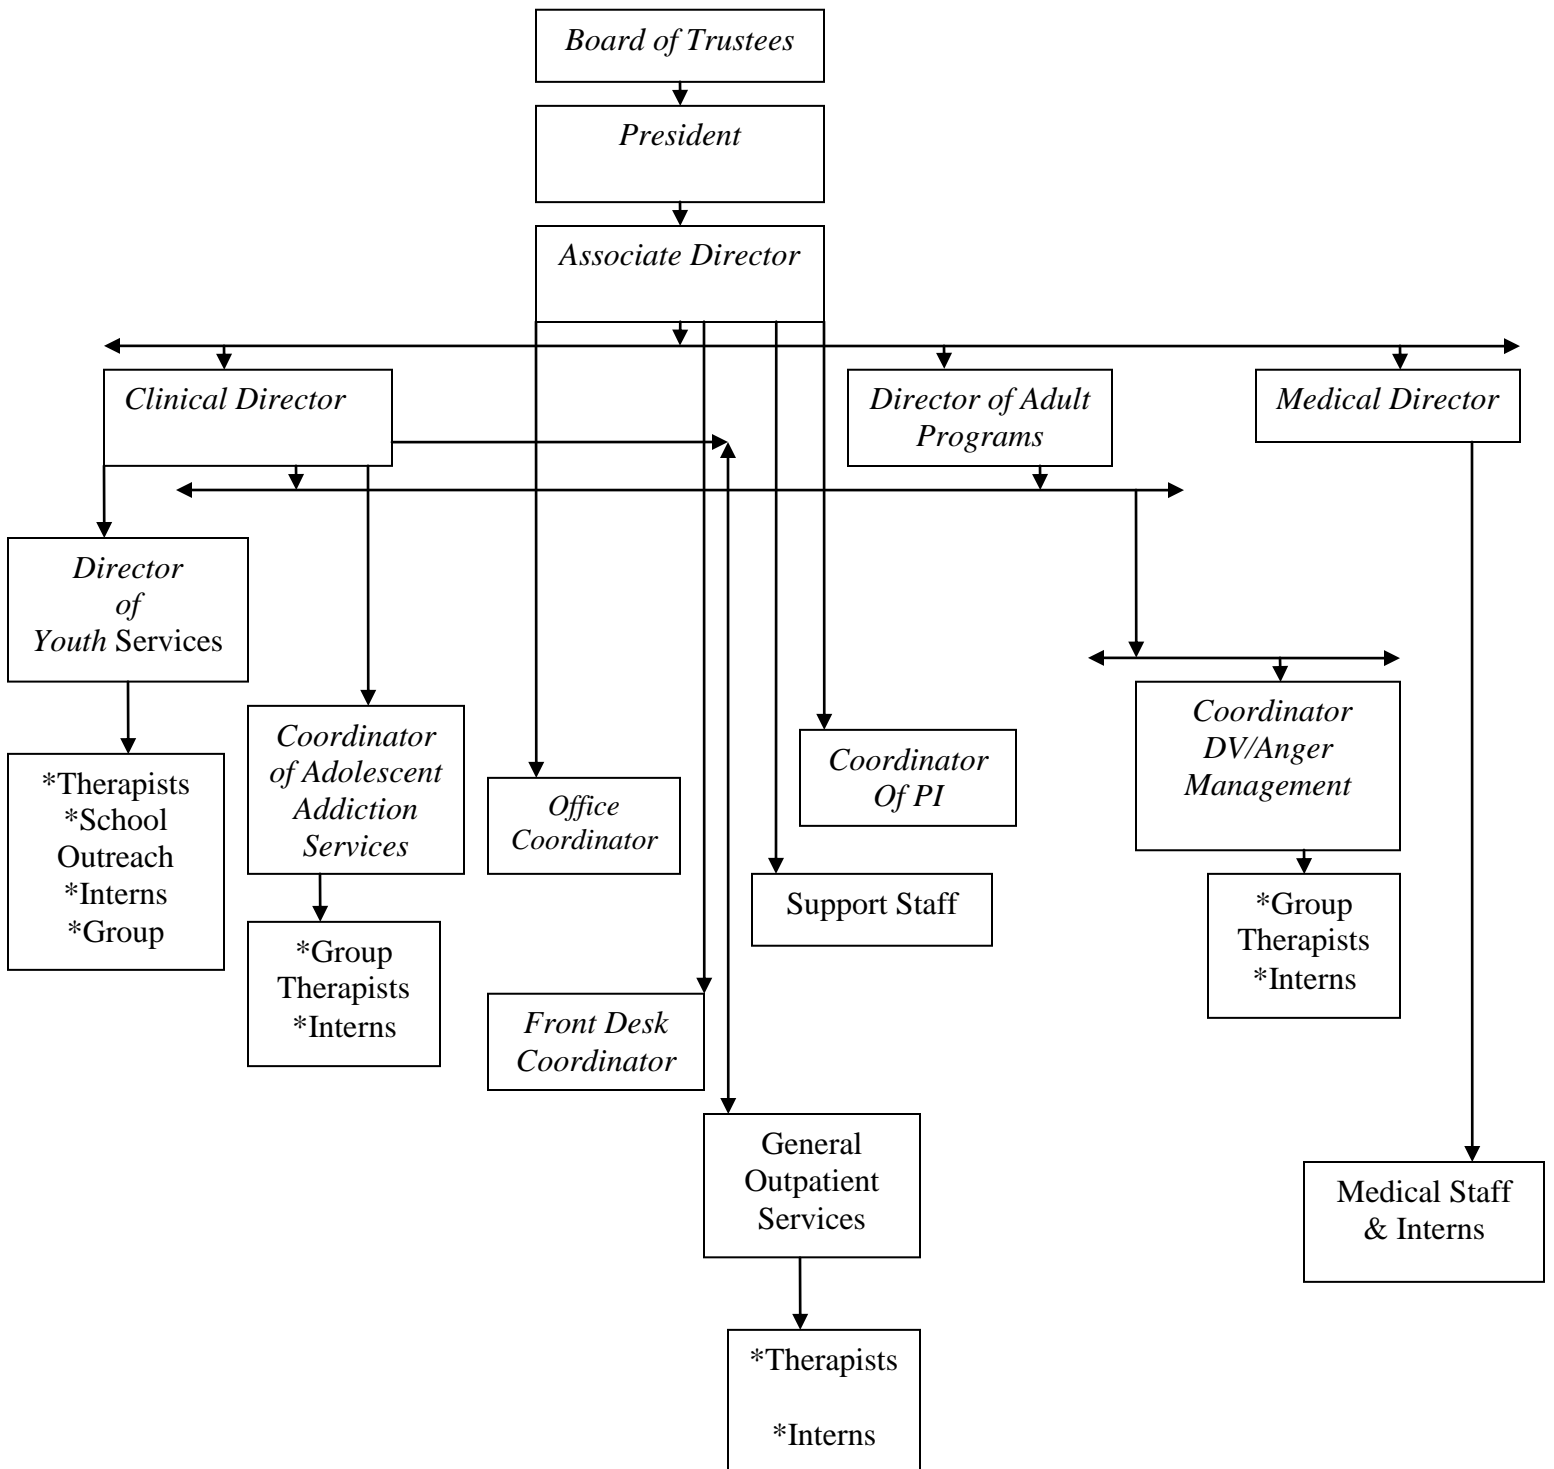 Board of Trustees
President
Associate Director
Clinical Director
Director of Adult
Programs
Medical Director
Director
of
Youth Services
*Therapists
*School
Outreach
*Interns
*Group
Coordinator
of Adolescent
Addiction
Services
*Group
Therapists
*Interns
Office
Coordinator
Front Desk
Coordinator
Coordinator
Of PI
Support Staff
General
Outpatient
Services
*Therapists
*Interns
Coordinator
DV/Anger
Management
*Group
Therapists
*Interns
Medical Staff
& Interns